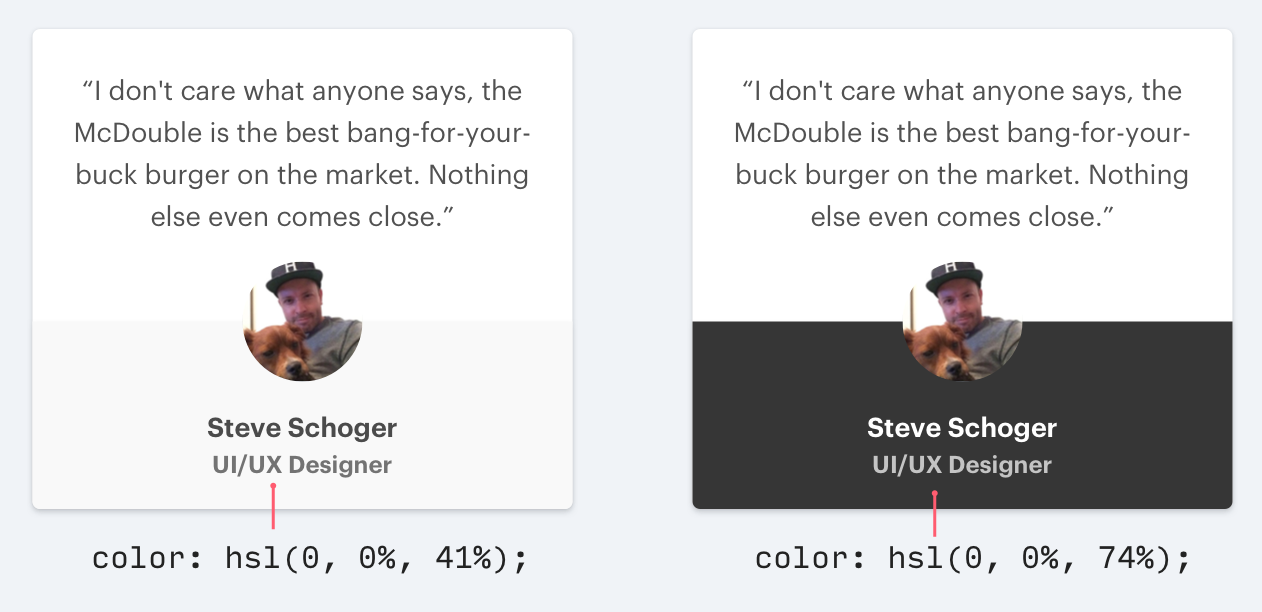 “I don't care what anyone says, the
McDouble is the best bang-for-your-
buck burger on the market. Nothing
else even comes close.”
H
Steve Schoger
UI/UX Designer
color: hsl(0, 0%, 41%);
“I don't care what anyone says, the
McDouble is the best bang-for-your-
buck burger on the market. Nothing
else even comes close.”
H
Steve Schoger
UI/UX Designer
color: hsl(0, 0%, 74%);